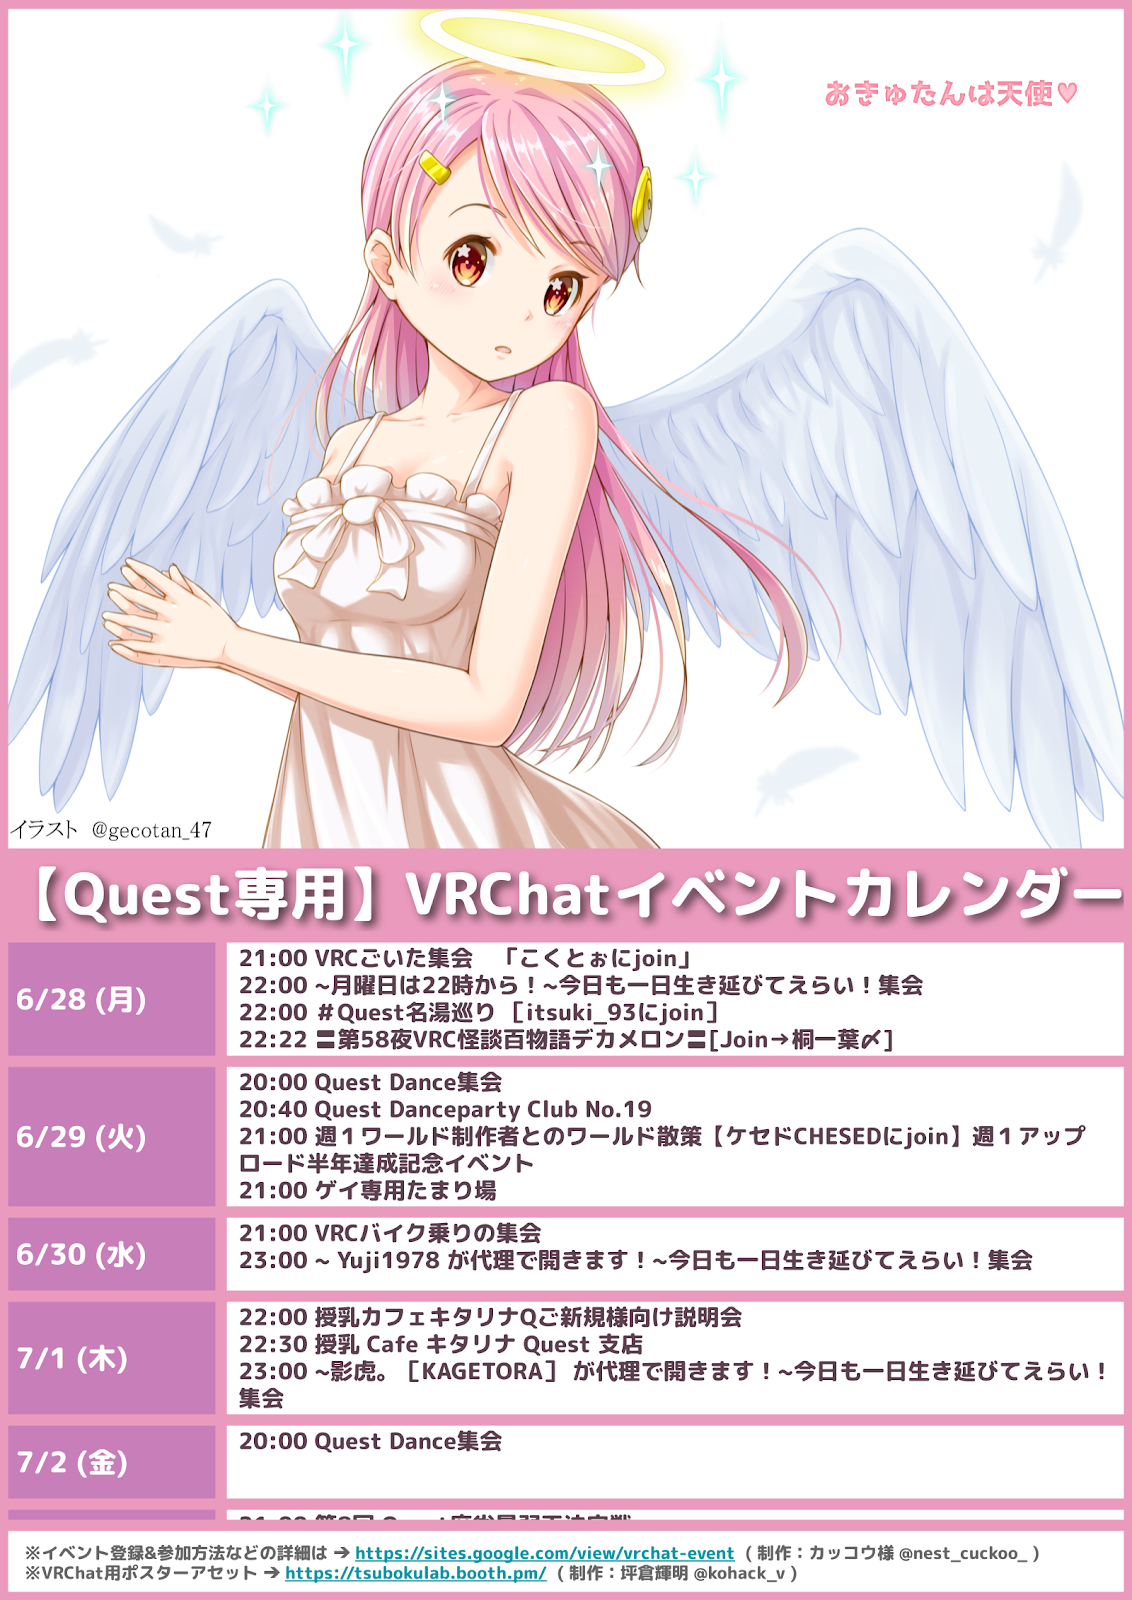 おきゅたんは天使♥
イラスト @gecotan_47
【Quest専用】VRChatイベントカレンダー
6/28 (月)
21:00 VRCごいた集会 「こくとぉにjoin」
22:00 ~月曜日は22時から！~今日も一日生き延びてえらい！集会
22:00 ＃Quest名湯巡り［itsuki_93にjoin］
22:22 〓第58夜VRC怪談百物語デカメロン〓[Join→桐一葉〆]
6/29 (火)
20:00 Quest Dance集会
20:40 Quest Danceparty Club No.19
21:00 週１ワールド制作者とのワールド散策【ケセドCHESEDにjoin】週１アップ
ロード半年達成記念イベント
21:00 ゲイ専用たまり場
6/30 (水)
21:00 VRCバイク乗りの集会
23:00 ~ Yuji1978 が代理で開きます！~今日も一日生き延びてえらい！集会
7/1 (木)
22:00 授乳カフェキタリナQご新規様向け説明会
22:30 授乳 Cafe キタリナ Quest 支店
23:00 ~影虎。［KAGETORA］ が代理で開きます！~今日も一日生き延びてえらい！
集会
7/2 (金)
20:00 Quest Dance集会
※イベント登録&参加方法などの詳細は → https://sites.google.com/view/vrchat-event ( 制作：カッコウ様 @nest_cuckoo_ )
※VRChat用ポスターアセット → https://tsubokulab.booth.pm/ ( 制作：坪倉輝明 @kohack_v )